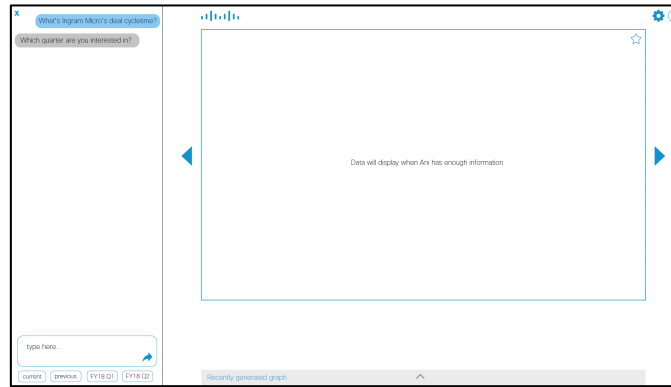 x
What's Ingram Micro's deal cycletime?
Which quarter are you interested in?
Data will display when Ani has enough information
type here...
current previous FY18 Q1 FY18 Q2
Recently generated graph